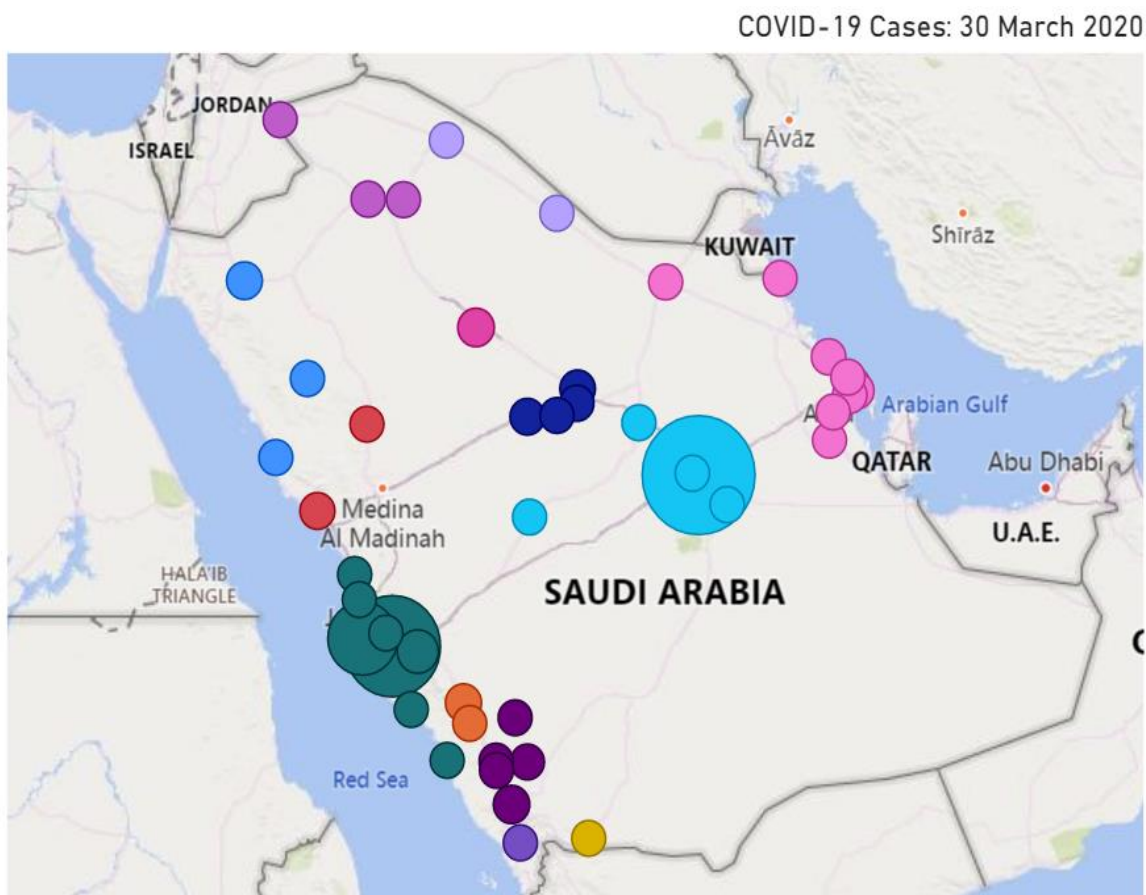 COVID-19 Cases: 30 March 2020
JORDAN
ISRAEL
Āvāz
Shīrāz
KUWAIT
Arabian Gulf
QATAR
Abu Dhabi
U.A.E.
Medina
Al Madinah
HALA'IB
TRIANGLE
SAUDI ARABIA
Red Sea